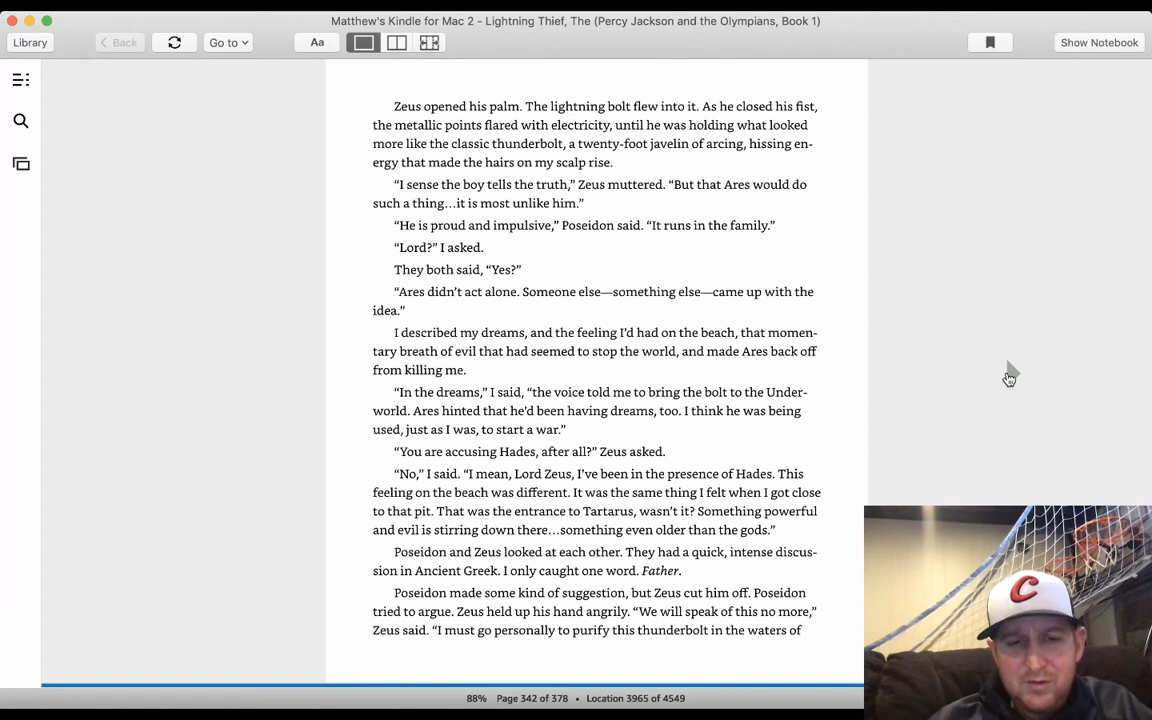 Matthew's Kindle for Mac 2 - Lightning Thief, The (Percy Jackson and the Olympians, Book 1)
Library
Back
Go to
Aa
Show Notebook
Zeus opened his palm. The lightning bolt flew into it. As he closed his fist,
the metallic points flared with electricity, until he was holding what looked
more like the classic thunderbolt, a twenty-foot javelin of arcing, hissing en-
ergy that made the hairs on my scalp rise.
“I sense the boy tells the truth,” Zeus muttered. “But that Ares would do
such a thing…it is most unlike him.”
“He is proud and impulsive,” Poseidon said. “It runs in the family.”
“Lord?” I asked.
They both said, “Yes?”
“Ares didn’t act alone. Someone else—something else—came up with the
idea.”
I described my dreams, and the feeling I’d had on the beach, that momen-
tary breath of evil that had seemed to stop the world, and made Ares back off
from killing me.
“In the dreams,” I said, “the voice told me to bring the bolt to the Under-
world. Ares hinted that he’d been having dreams, too. I think he was being
used, just as I was, to start a war.”
“You are accusing Hades, after all?” Zeus asked.
“No,” I said. “I mean, Lord Zeus, I’ve been in the presence of Hades. This
feeling on the beach was different. It was the same thing I felt when I got close
to that pit. That was the entrance to Tartarus, wasn’t it? Something powerful
and evil is stirring down there…something even older than the gods.”
Poseidon and Zeus looked at each other. They had a quick, intense discus-
sion in Ancient Greek. I only caught one word. Father.
Poseidon made some kind of suggestion, but Zeus cut him off. Poseidon
tried to argue. Zeus held up his hand angrily. “We will speak of this no more,”
Zeus said. “I must go personally to purify this thunderbolt in the waters of
C
88% Page 342 of 378 • Location 3965 of 4549